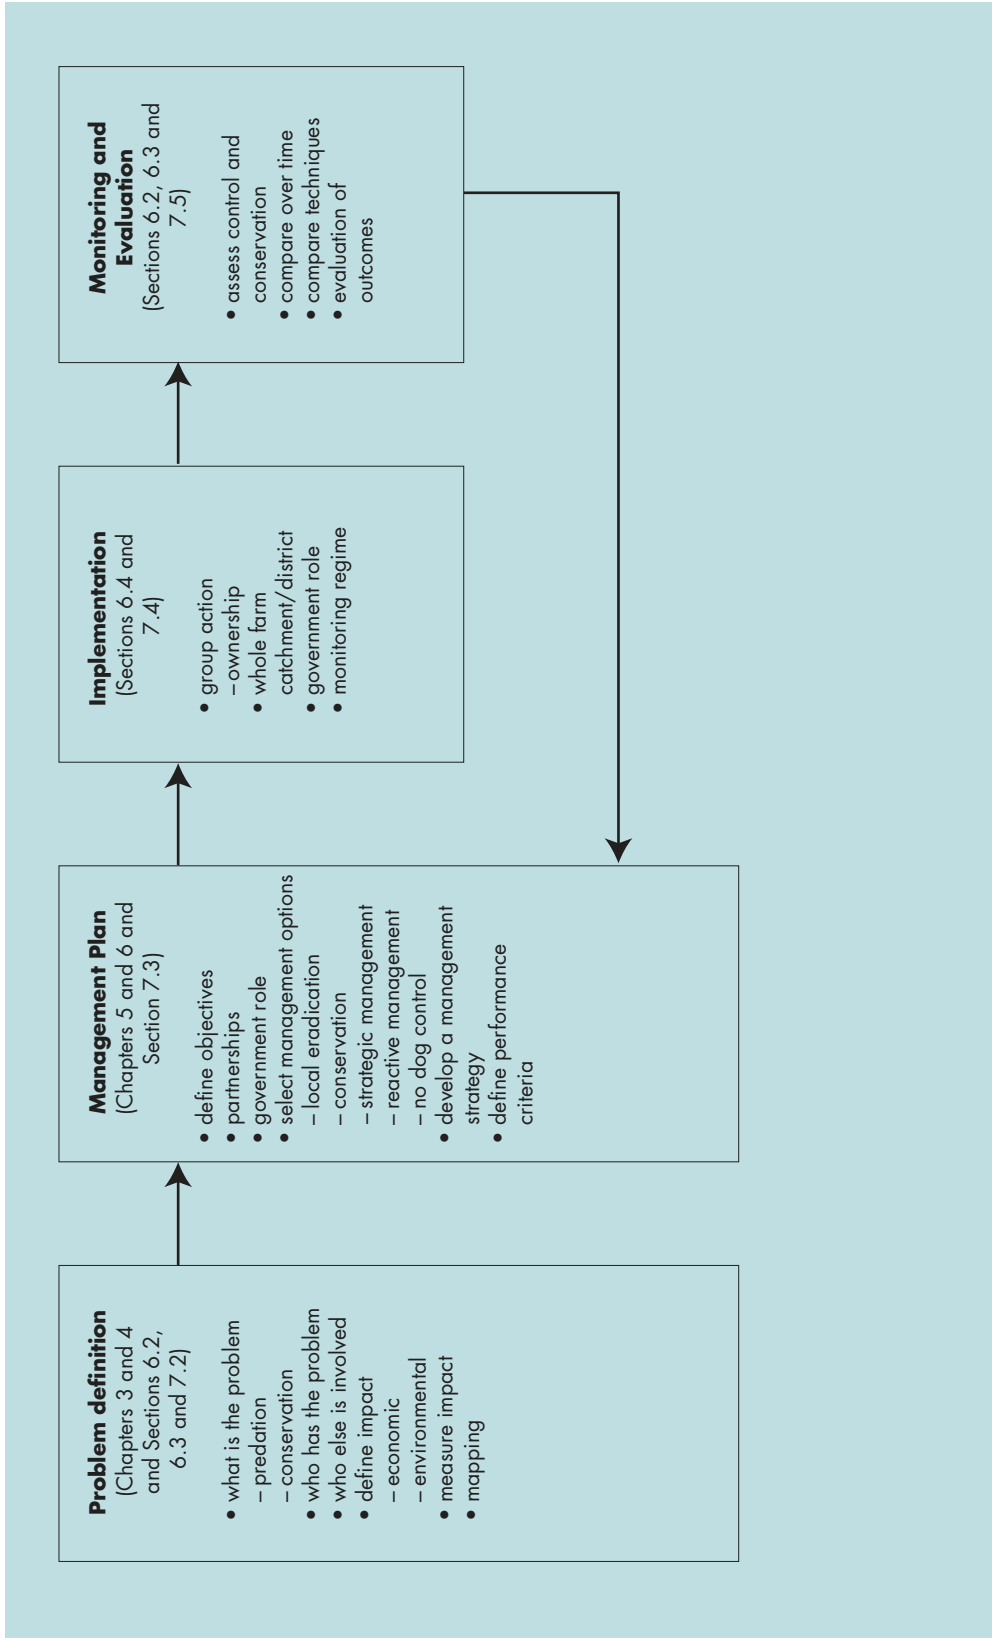 Problem definition
(Chapters 3 and 4
and Sections 6.2,
6.3 and 7.2)
• what is the problem
– predation
– conservation
• who has the problem
• who else is involved
• define impact
– economic
– environmental
• measure impact
• mapping
Management Plan
(Chapters 5 and 6 and
Section 7.3)
• define objectives
• partnerships
• government role
• select management options
– local eradication
– conservation
– strategic management
– reactive management
– no dog control
• develop a management
strategy
• define performance
criteria
Implementation
(Sections 6.4 and
7.4)
• group action
– ownership
• whole farm
catchment/district
• government role
• monitoring regime
Monitoring and
Evaluation
(Sections 6.2, 6.3 and
7.5)
• assess control and
conservation
• compare over time
• compare techniques
• evaluation of
outcomes